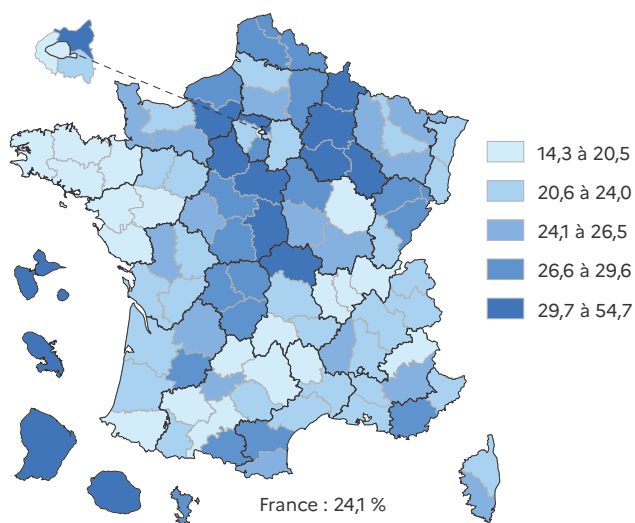 14,3 à 20,5
20,6 à 24,0
24,1 à 26,5
26,6 à 29,6
29,7 à 54,7
France : 24,1 %